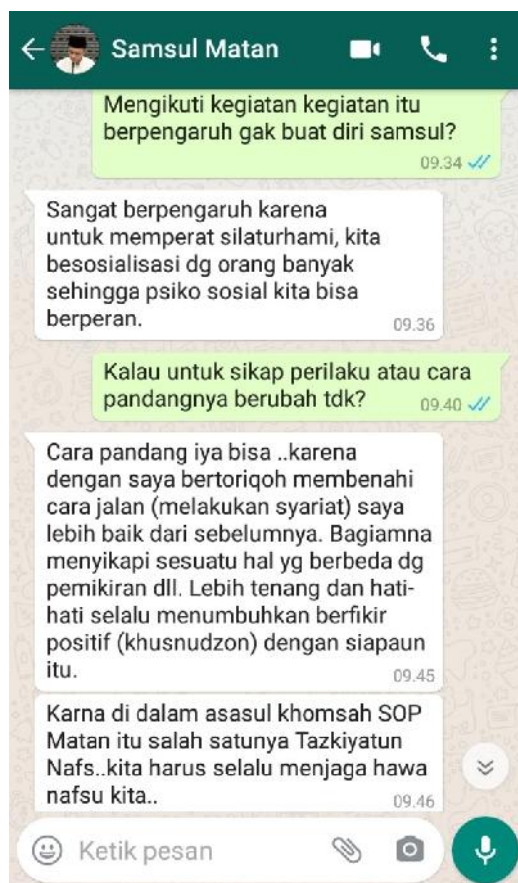 Samsul Matan
Mengikuti kegiatan kegiatan itu
berpengaruh gak buat diri samsul?
09.34
Sangat berpengaruh karena
untuk memperat silaturhami, kita
besosialisasi dg orang banyak
sehingga psiko sosial kita bisa
berperan.
09.36
Kalau untuk sikap perilaku atau cara
pandangnya berubah tdk?
09.40
Cara pandang iya bisa ..karena
dengan saya bertoriqoh membenahi
cara jalan (melakukan syariat) saya
lebih baik dari sebelumnya. Bagiamna
menyikapi sesuatu hal yg berbeda dg
pemikiran dll. Lebih tenang dan hati-
hati selalu menumbuhkan berfikir
positif (khusnudzon) dengan siapaun
itu.
09.45
Karna di dalam asasul khomsah SOP
Matan itu salah satunya Tazkiyatun
Nafs..kita harus selalu menjaga hawa
nafsu kita..
09.46
Ketik pesan